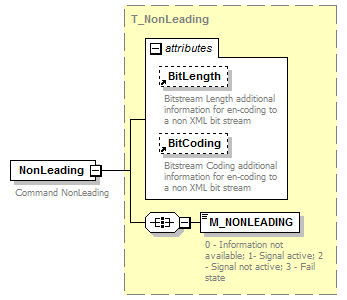 T_NonLeading
attributes
BitLength
Bitstream Length additional
information for en-coding to
a non XML bit stream
BitCoding
Bitstream Coding additional
information for en-coding to
a non XML bit stream
NonLeading
Command NonLeading
M_NONLEADING
0 - Information not
available; 1- Signal active; 2
- Signal not active; 3 - Fail
state